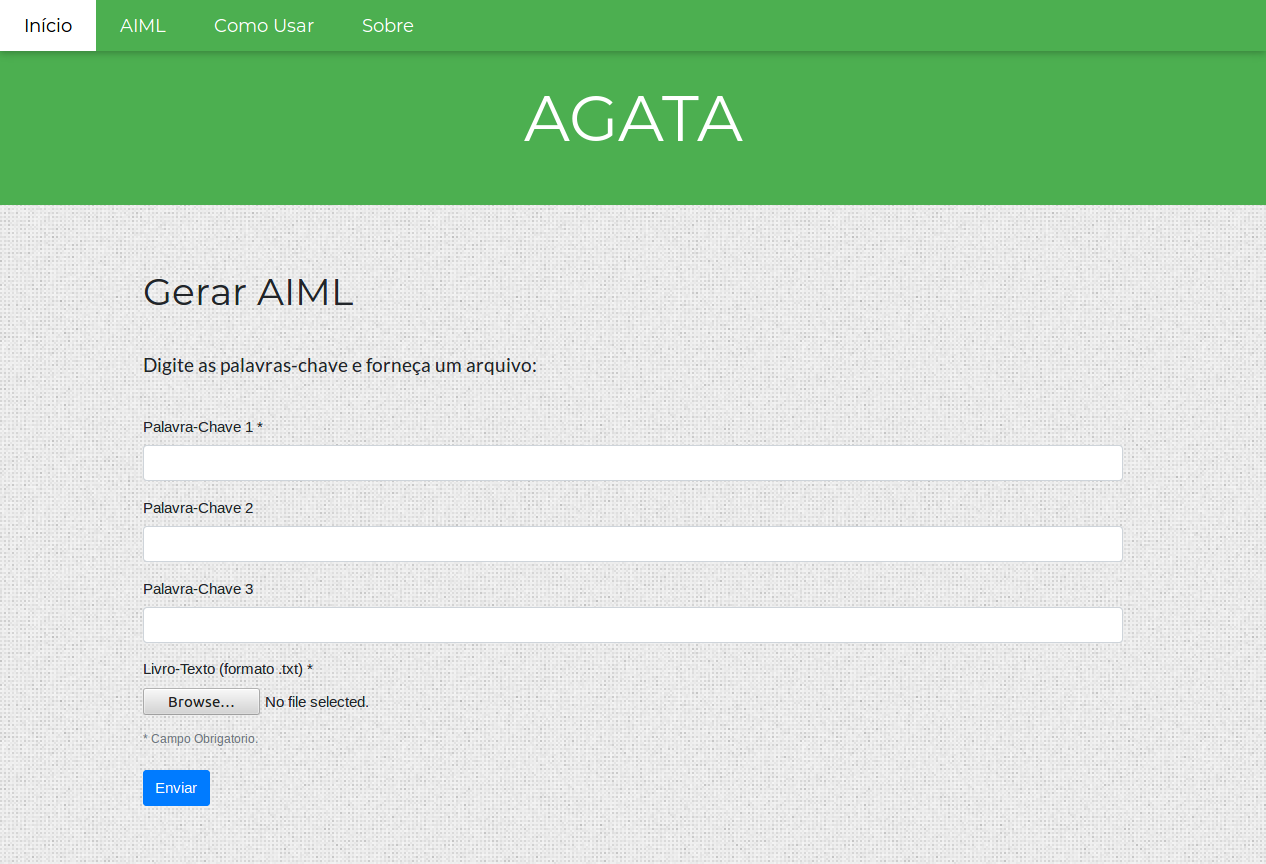 Início AIML Como Usar Sobre
AGATA
Gerar AIML
Digite as palavras-chave e forneça um arquivo:
Palavra-Chave 1 *
Palavra-Chave 2
Palavra-Chave 3
Livro-Texto (formato .txt) *
Browse... No file selected.
* Campo Obrigatorio.
Enviar